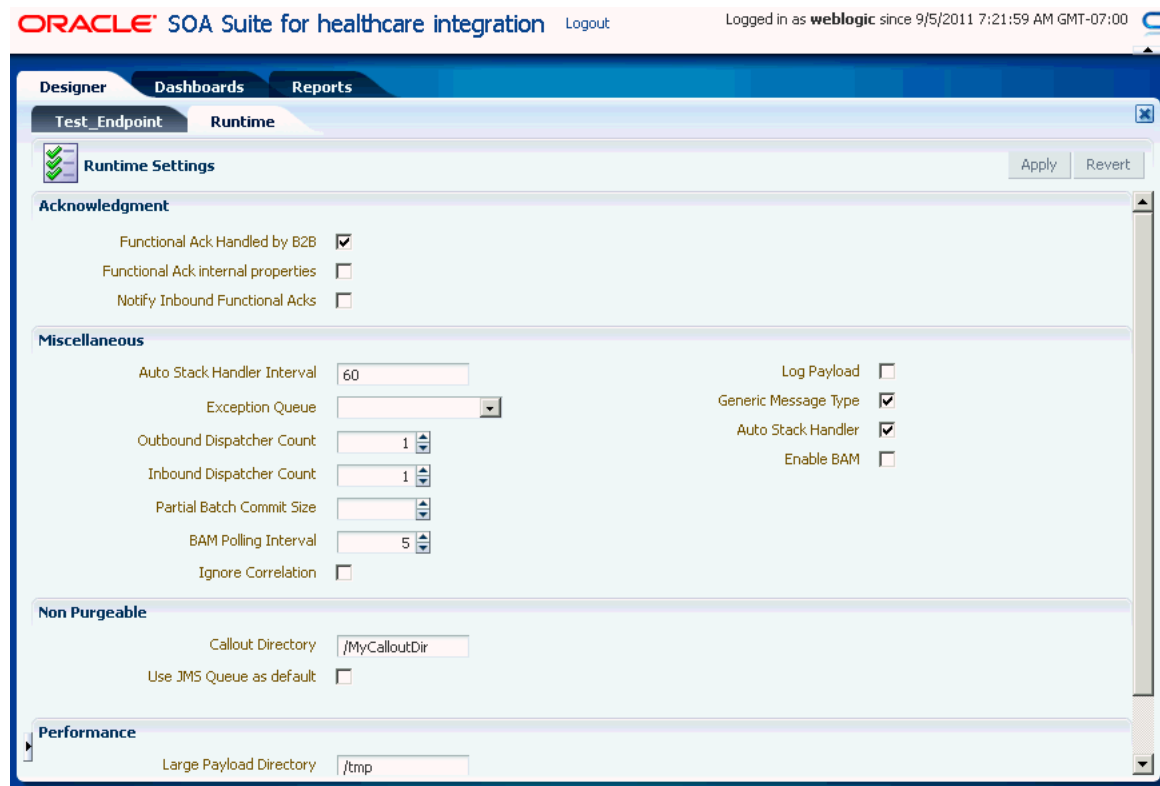 ORACLE SOA Suite for healthcare integration Logout Logged in as weblogic since 9/5/2011 7:21:59 AM GMT-07:00
Designer Dashboards Reports
Test_Endpoint Runtime
Runtime Settings Apply Revert
Acknowledgment
Functional Ack Handled by B2B
Functional Ack internal properties
Notify Inbound Functional Acks
Miscellaneous
Auto Stack Handler Interval 60 Log Payload
Exception Queue Generic Message Type
Outbound Dispatcher Count 1 Auto Stack Handler
Inbound Dispatcher Count 1 Enable BAM
Partial Batch Commit Size
BAM Polling Interval 5
Ignore Correlation
Non Purgeable
Callout Directory /MyCalloutDir
Use JMS Queue as default
Performance
Large Payload Directory /tmp